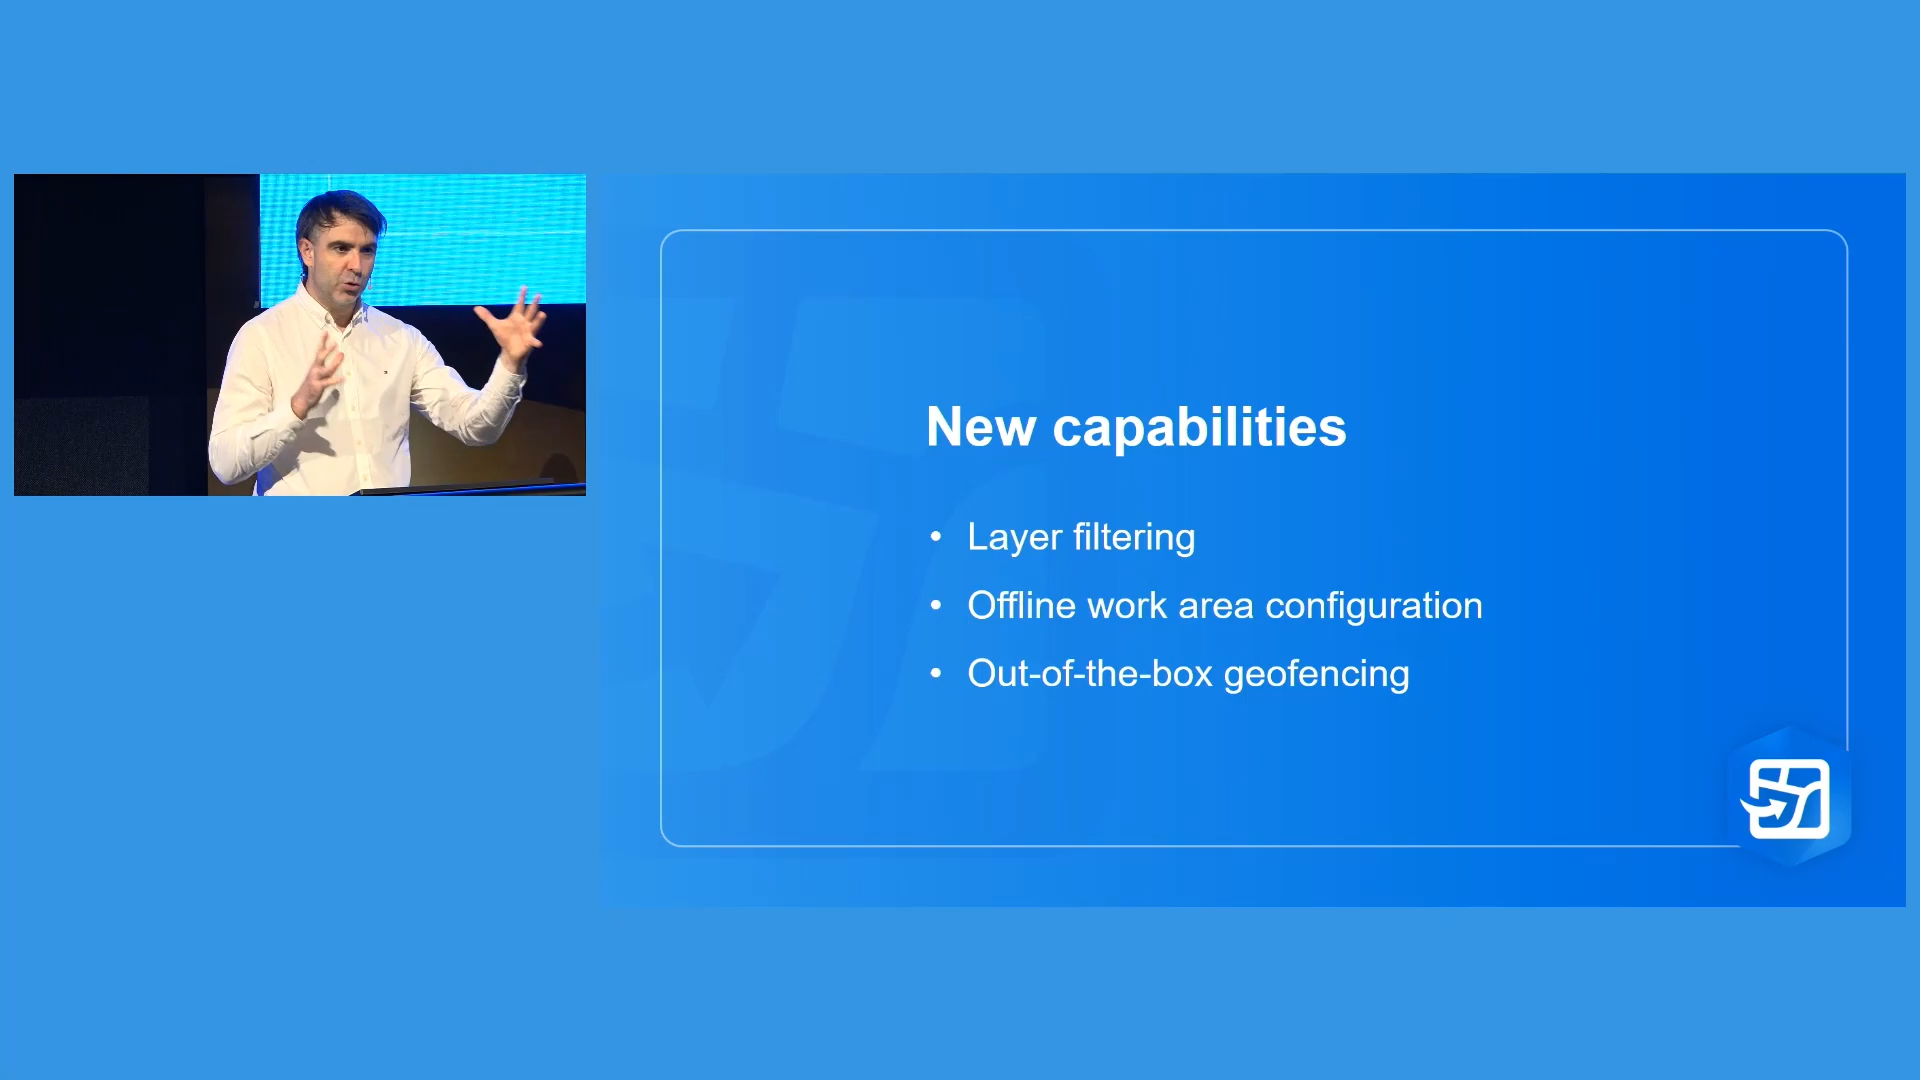 New capabilities
• Layer filtering
• Offline work area configuration
• Out-of-the-box geofencing